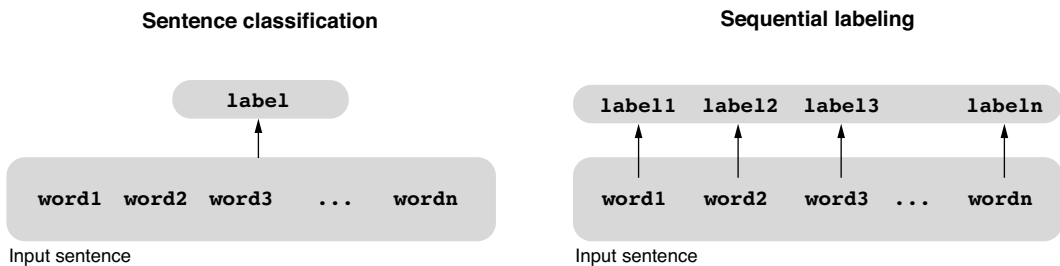 Sentence classification
label
word1 word2 word3 ... wordn
Input sentence
Sequential labeling
label1 label2 label3 labeln
word1 word2 word3 ... wordn
Input sentence